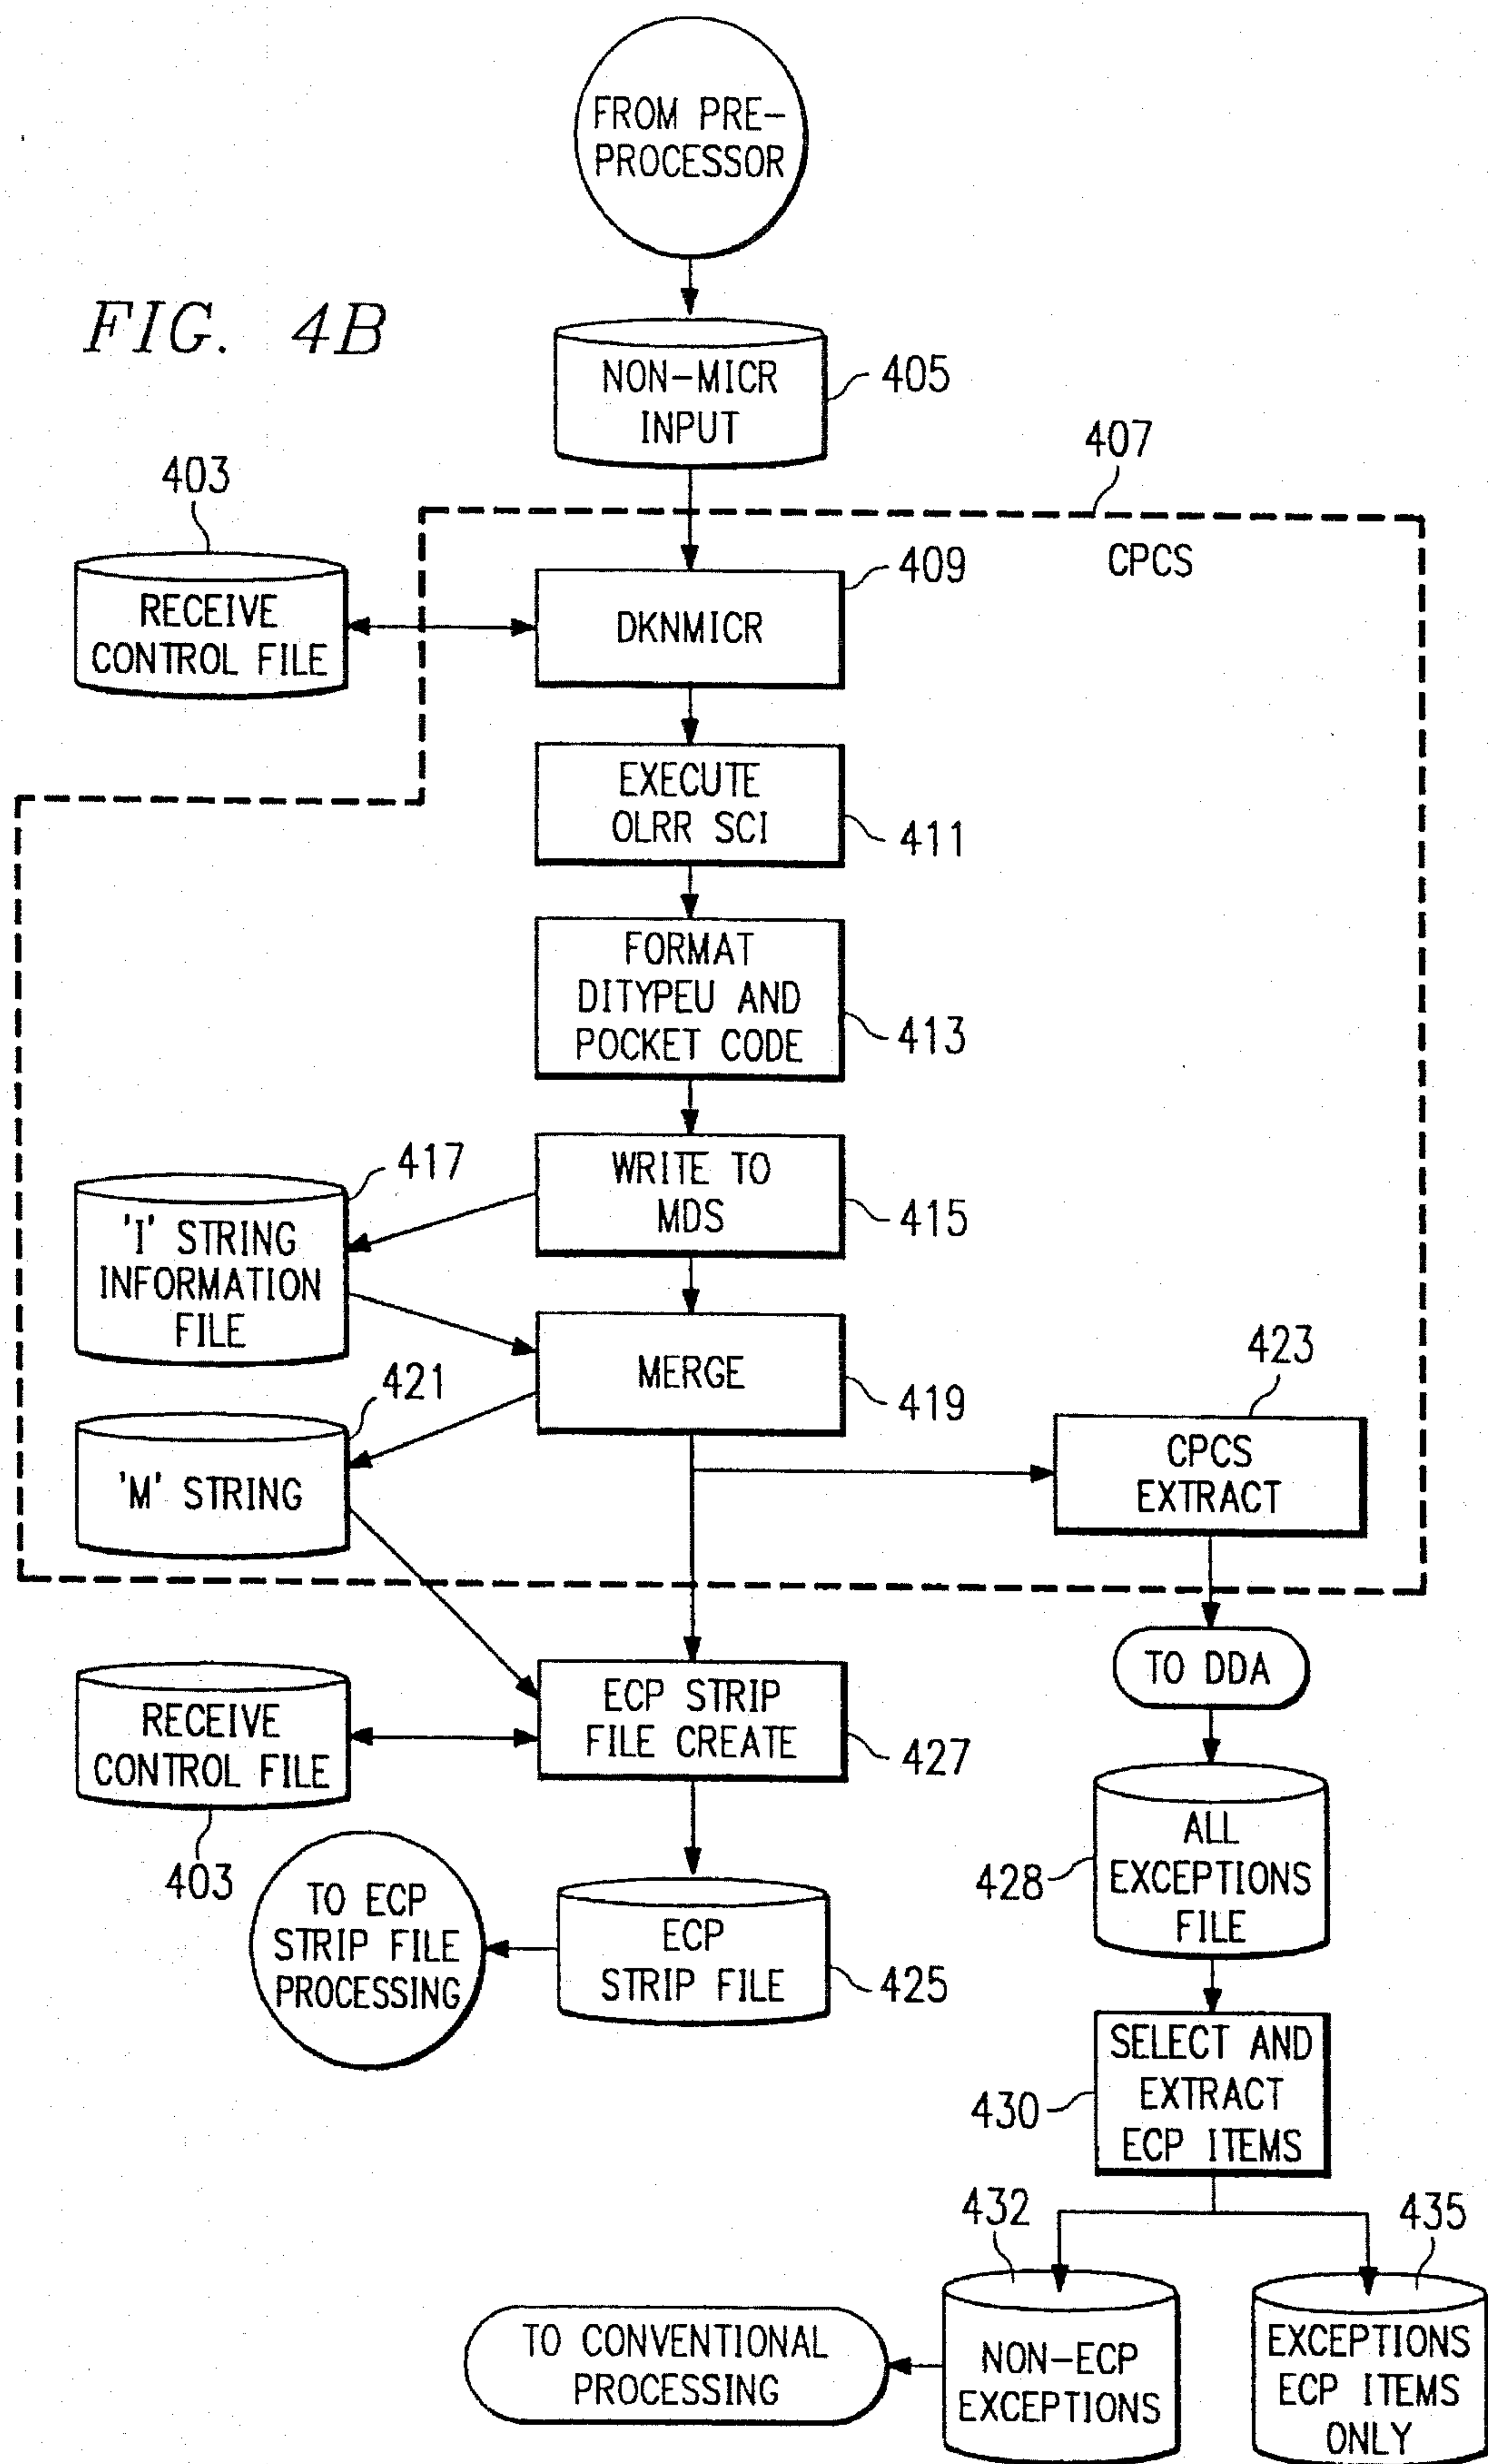 FROM PRE-
PROCESSOR
FIG. 4B
NON-MICR
INPUT
405
407
403
CPCS
RECEIVE
CONTROL FILE
DKNMICR
409
EXECUTE
OLRR SCI
411
FORMAT
DITYPEU AND
POCKET CODE
413
WRITE TO
MDS
415
417
'I' STRING
INFORMATION
FILE
MERGE
419
421
'M' STRING
423
CPCS
EXTRACT
TO DDA
RECEIVE
CONTROL FILE
403
ECP STRIP
FILE CREATE
427
ALL
EXCEPTIONS
FILE
428
TO ECP
STRIP FILE
PROCESSING
ECP
STRIP FILE
425
SELECT AND
EXTRACT
ECP ITEMS
430
432
435
TO CONVENTIONAL
PROCESSING
NON-ECP
EXCEPTIONS
EXCEPTIONS
ECP ITEMS
ONLY